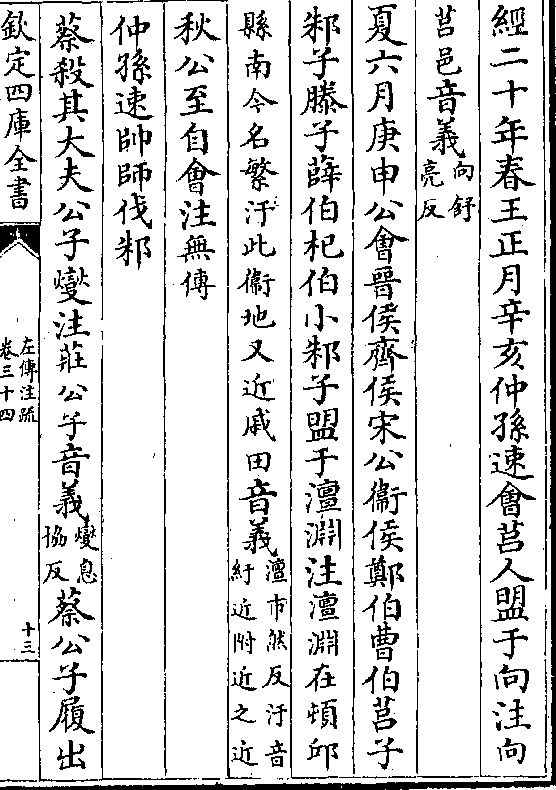 經二十年春王正月辛亥仲孫速會莒人盟于向注向
莒邑音義向舒亮反
夏六月庚申公會晉侯齊侯宋公衞侯鄭伯曹伯莒子
邾子滕子薛伯杞伯小邾子盟于澶淵注澶淵在頓邱
縣南今名繁汙此衞地又近戚田音義澶市然反汙音紆近附近之近
秋公至自會注無傳
仲孫速帥師伐邾
蔡殺其大夫公子燮注莊公子音義燮息協反蔡公子履出
欽定四庫全書
左傳注疏
卷三十四
十三